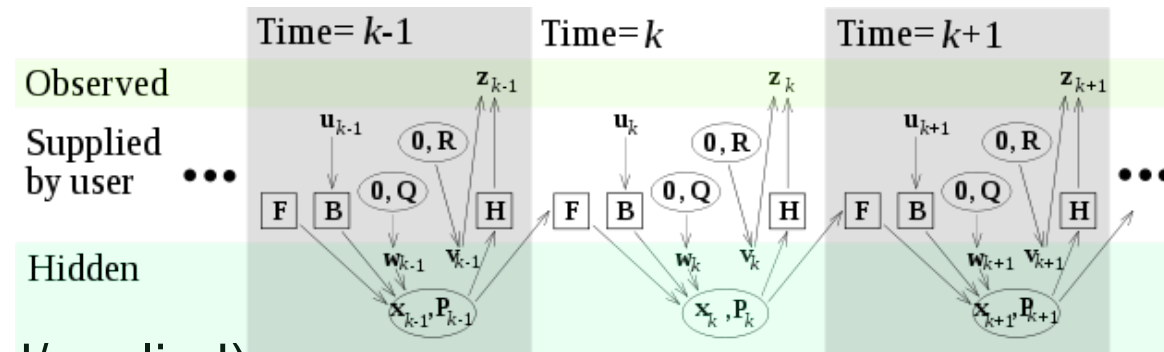 Time= k-1 Time= k Time= k+1
Observed z k-1 z k z k+1
u k-1 u k u k+1
Supplied by user 0, R 0, R 0, R
••• 0, Q 0, Q 0, Q •••
F B H F B H F B H
Hidden w k-1 v k-1 w k v k w k+1 v k+1
x k-1, P k-1 x k, P k x k+1, P k+1